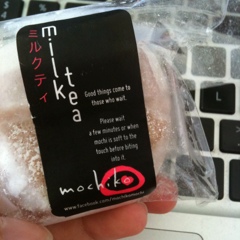 milk
tea
ミルクティ
Good things come to
those who wait.
Please wait
a few minutes or when
mochi is soft to the
touch before biting
into it.
mochiko